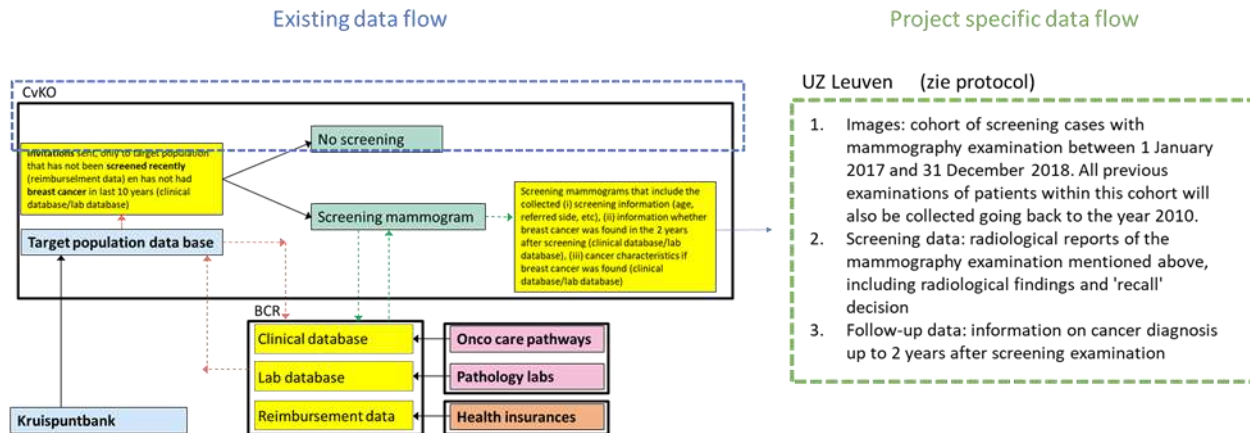 Existing data flow
Project specific data flow
CvKO
No screening
Invitations sent, only to target population
that has not been screened recently
(reimburselment data) en has not had
breast cancer in last 10 years (clinical
database/lab database)
Screening mammogram
Screening mammograms that include the
collected (i) screening information (age,
referred side, etc), (ii) information whether
breast cancer was found in the 2 years
after screening (clinical database/lab
database), (iii) cancer characteristics if
breast cancer was found (clinical
database/lab database)
Target population data base
BCR
Clinical database
Lab database
Reimbursement data
Onco care pathways
Pathology labs
Health insurances
Kruispuntbank
UZ Leuven (zie protocol)
1. Images: cohort of screening cases with
mammography examination between 1 January
2017 and 31 December 2018. All previous
examinations of patients within this cohort will
also be collected going back to the year 2010.
2. Screening data: radiological reports of the
mammography examination mentioned above,
including radiological findings and 'recall'
decision
3. Follow-up data: information on cancer diagnosis
up to 2 years after screening examination